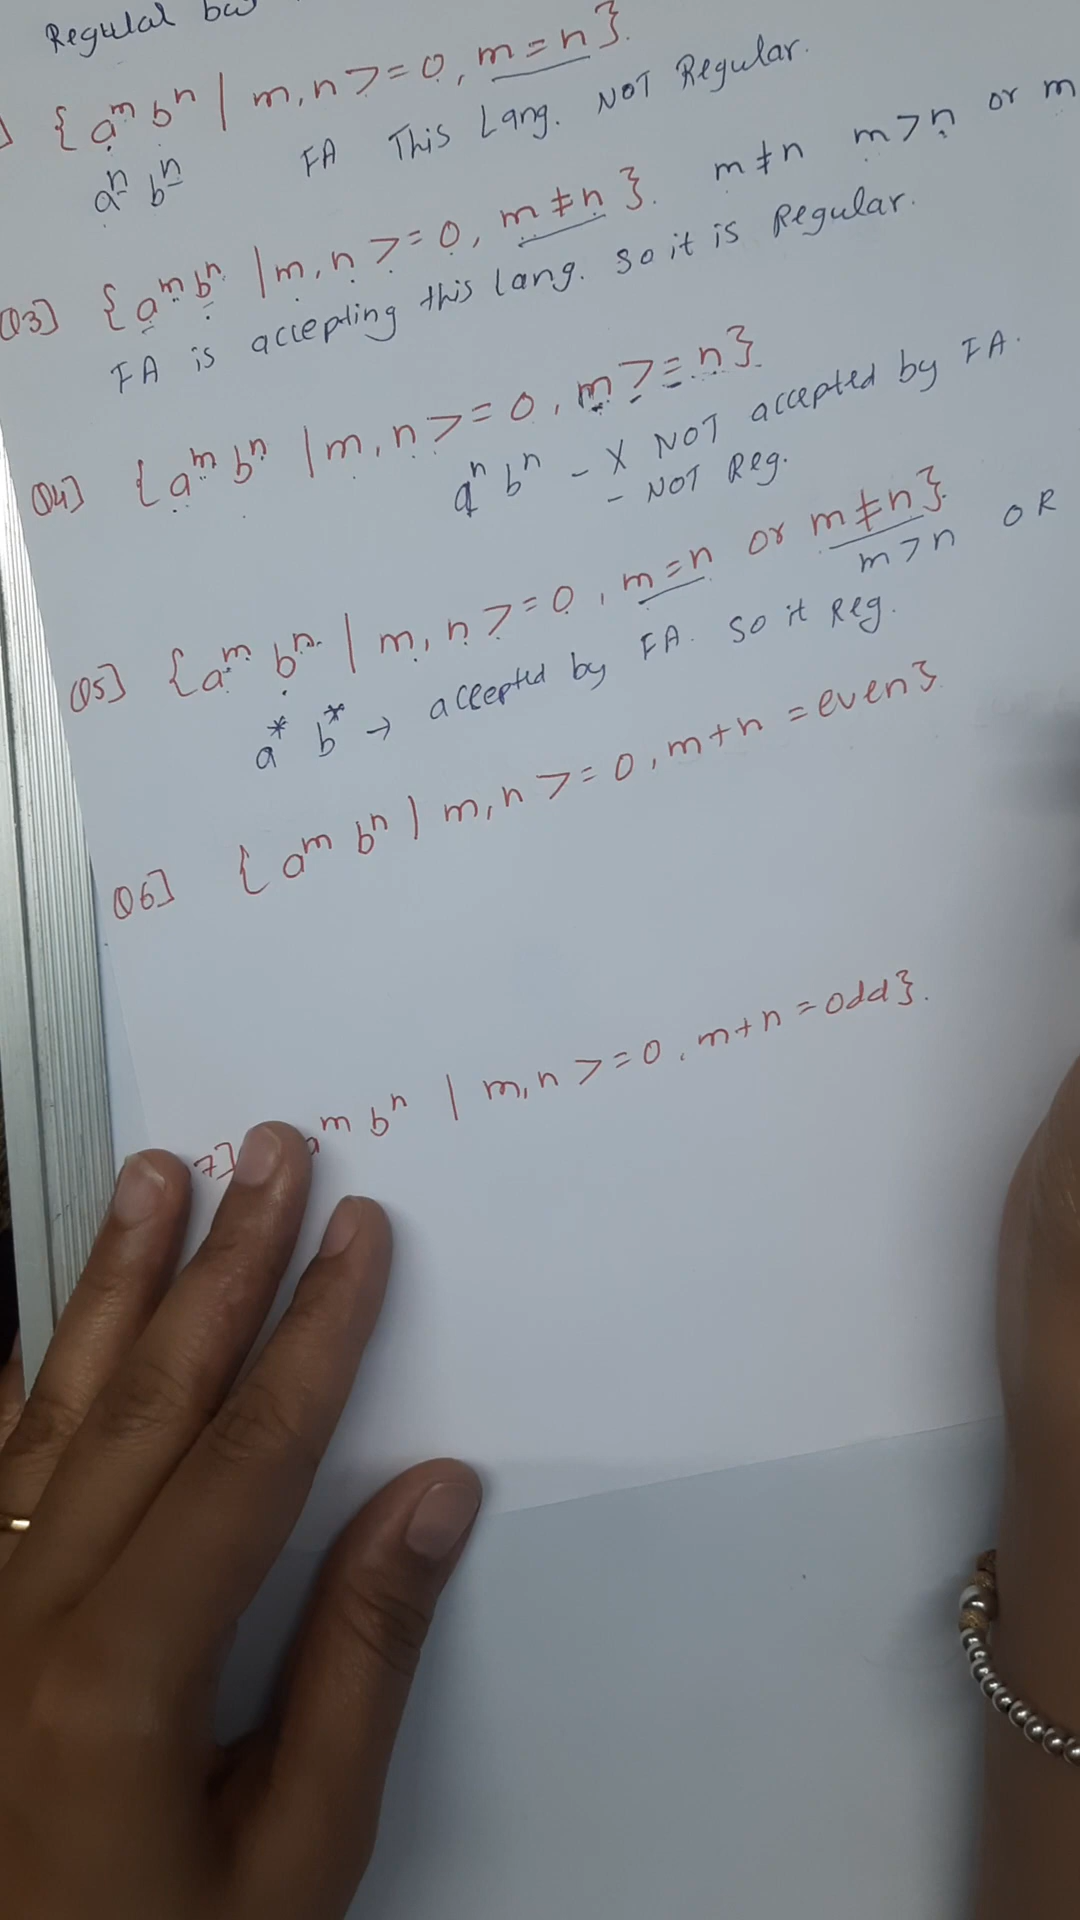 Regular
{ a^m b^n | m, n >= 0, m = n }.
a^n b^n FA This Lang. NOT Regular.
Q3] { a^m b^n | m, n >= 0, m ≠ n }. m ≠ n m > n or m
FA is accepting this lang. so it is Regular.
Q4] { a^m b^n | m, n >= 0, m >= n }
a^n b^n - X NOT accepted by FA.
- NOT Reg.
Q5] { a^m b^n | m, n >= 0, m = n or m ≠ n }.
m > n OR
a^* b^* → accepted by FA. so it Reg.
Q6] { a^m b^n | m, n >= 0, m + n = even }
7] a^m b^n | m, n >= 0, m + n = odd }.